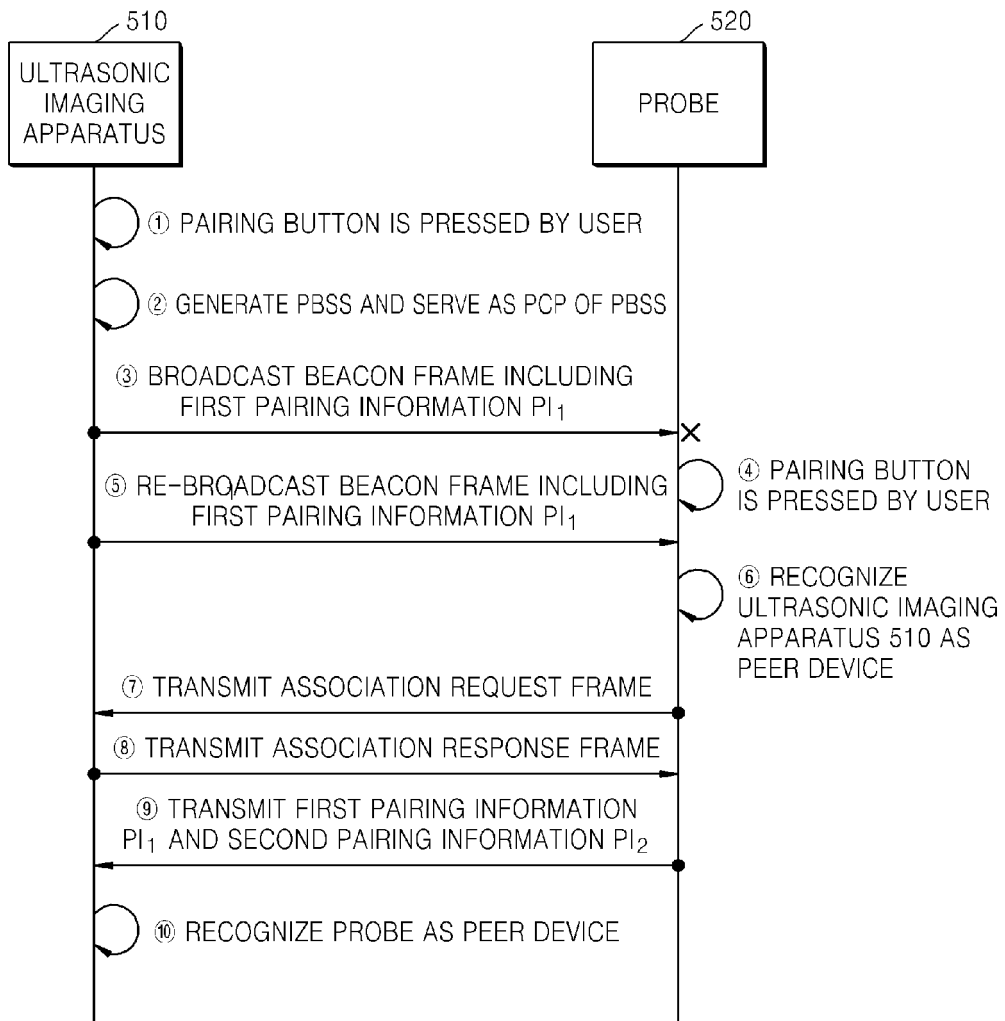 510
520
ULTRASONIC
IMAGING
APPARATUS
PROBE
① PAIRING BUTTON IS PRESSED BY USER
② GENERATE PBSS AND SERVE AS PCP OF PBSS
③ BROADCAST BEACON FRAME INCLUDING
FIRST PAIRING INFORMATION PI₁
④ PAIRING BUTTON
IS PRESSED BY USER
⑤ RE-BROADCAST BEACON FRAME INCLUDING
FIRST PAIRING INFORMATION PI₁
⑥ RECOGNIZE
ULTRASONIC IMAGING
APPARATUS 510 AS
PEER DEVICE
⑦ TRANSMIT ASSOCIATION REQUEST FRAME
⑧ TRANSMIT ASSOCIATION RESPONSE FRAME
⑨ TRANSMIT FIRST PAIRING INFORMATION
PI₁ AND SECOND PAIRING INFORMATION PI₂
⑩ RECOGNIZE PROBE AS PEER DEVICE